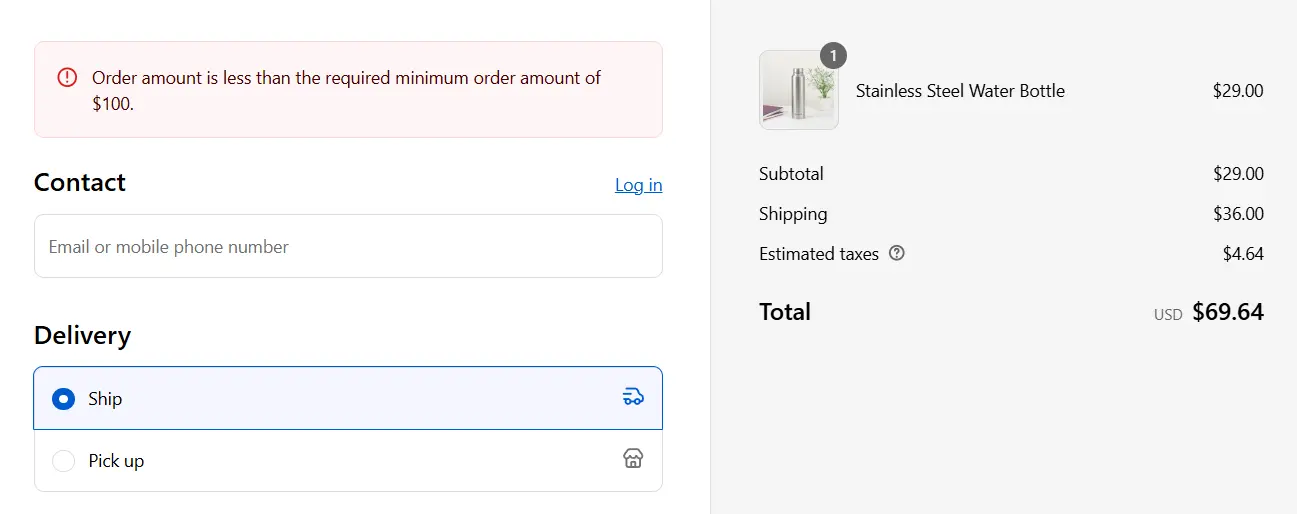 Order amount is less than the required minimum order amount of
$100.
Contact
Log in
Email or mobile phone number
Delivery
Ship
Pick up
1
Stainless Steel Water Bottle
$29.00
Subtotal
$29.00
Shipping
$36.00
Estimated taxes
$4.64
Total
USD $69.64